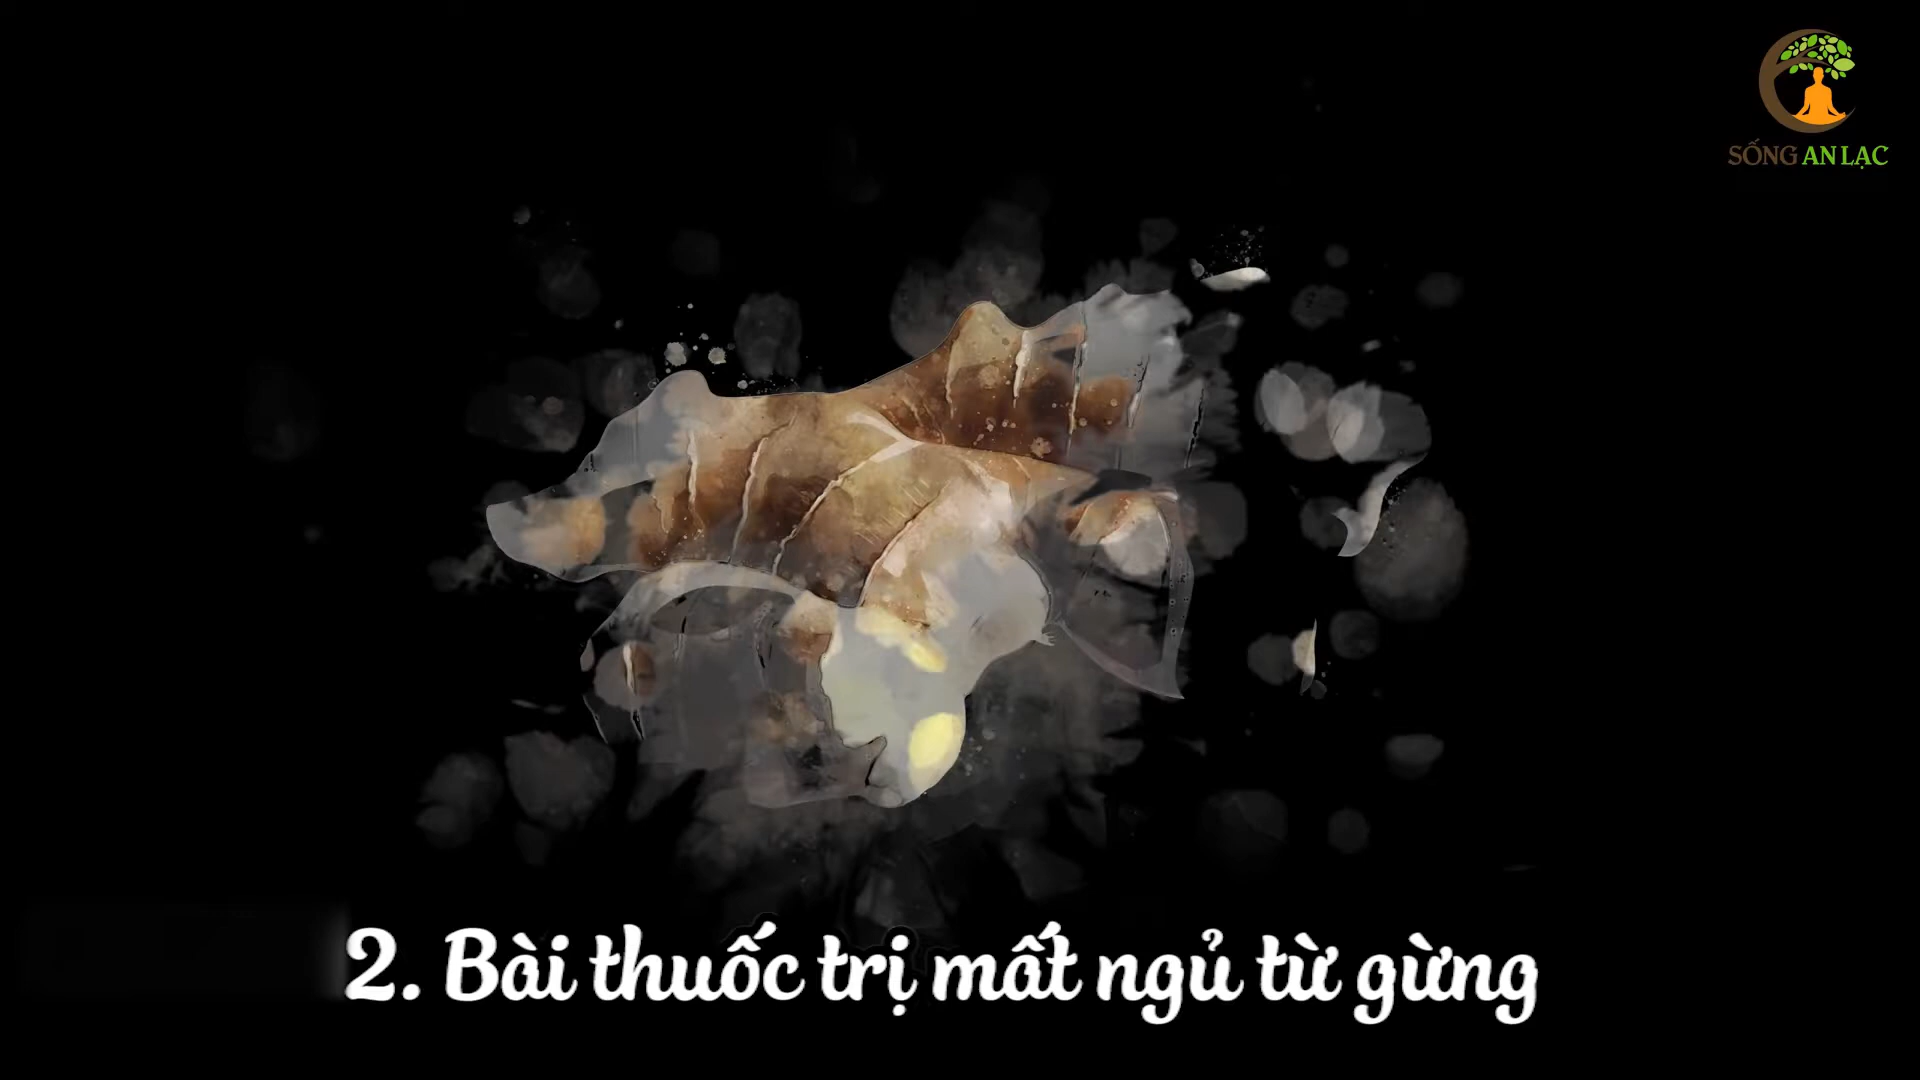 SỐNG AN LẠC
2. Bài thuốc trị mất ngủ từ gừng